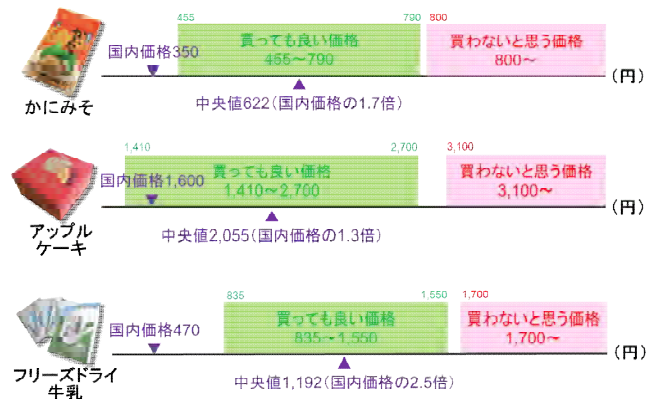 455 790 800
買っても良い価格 買わないと思う価格
国内価格350 455～790 800～
(円)
かにみそ 中央値622(国内価格の1.7倍)
1,410 2,700 3,100
買っても良い価格 買わないと思う価格
国内価格1,600 1,410～2,700 3,100～
(円)
アップル
ケーキ
中央値2,055(国内価格の1.3倍)
835 1,550 1,700
買っても良い価格 買わないと思う価格
国内価格470 835～1,550 1,700～
(円)
フリーズドライ
牛乳
中央値1,192(国内価格の2.5倍)